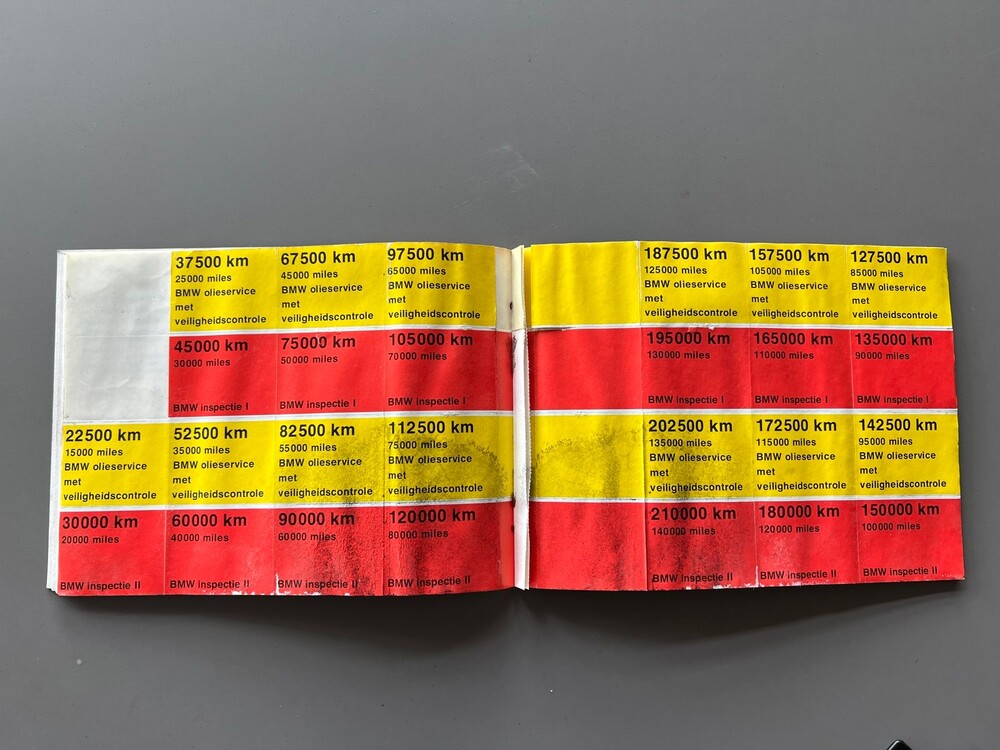 37500 km
25000 miles
BMW olieservice
met
veiligheidscontrole
67500 km
45000 miles
BMW olieservice
met
veiligheidscontrole
97500 km
65000 miles
BMW olieservice
met
veiligheidscontrole
45000 km
30000 miles
BMW inspectie I
75000 km
50000 miles
BMW inspectie I
105000 km
70000 miles
BMW inspectie I
22500 km
15000 miles
BMW olieservice
met
veiligheidscontrole
52500 km
35000 miles
BMW olieservice
met
veiligheidscontrole
82500 km
55000 miles
BMW olieservice
met
veiligheidscontrole
112500 km
75000 miles
BMW olieservice
met
veiligheidscontrole
30000 km
20000 miles
BMW inspectie II
60000 km
40000 miles
BMW inspectie II
90000 km
60000 miles
BMW inspectie II
120000 km
80000 miles
BMW inspectie II
187500 km
125000 miles
BMW olieservice
met
veiligheidscontrole
157500 km
105000 miles
BMW olieservice
met
veiligheidscontrole
127500 km
85000 miles
BMW olieservice
met
veiligheidscontrole
195000 km
130000 miles
BMW inspectie I
165000 km
110000 miles
BMW inspectie I
135000 km
90000 miles
BMW inspectie I
202500 km
135000 miles
BMW olieservice
met
veiligheidscontrole
172500 km
115000 miles
BMW olieservice
met
veiligheidscontrole
142500 km
95000 miles
BMW olieservice
met
veiligheidscontrole
210000 km
140000 miles
BMW inspectie II
180000 km
120000 miles
BMW inspectie II
150000 km
100000 miles
BMW inspectie II